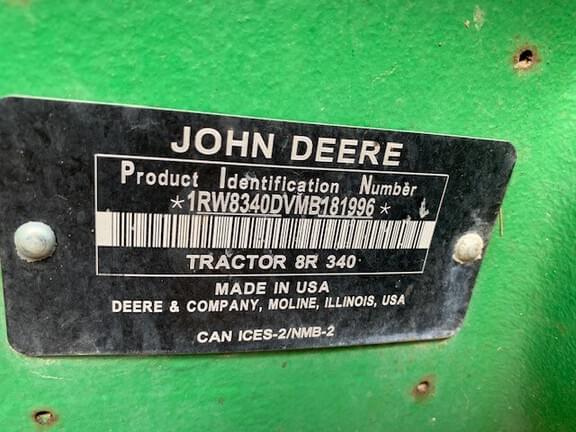 JOHN DEERE
Product Identification Number
*1RW8340DVMB181996*
TRACTOR 8R 340
MADE IN USA
DEERE & COMPANY, MOLINE, ILLINOIS, USA
CAN ICES-2/NMB-2